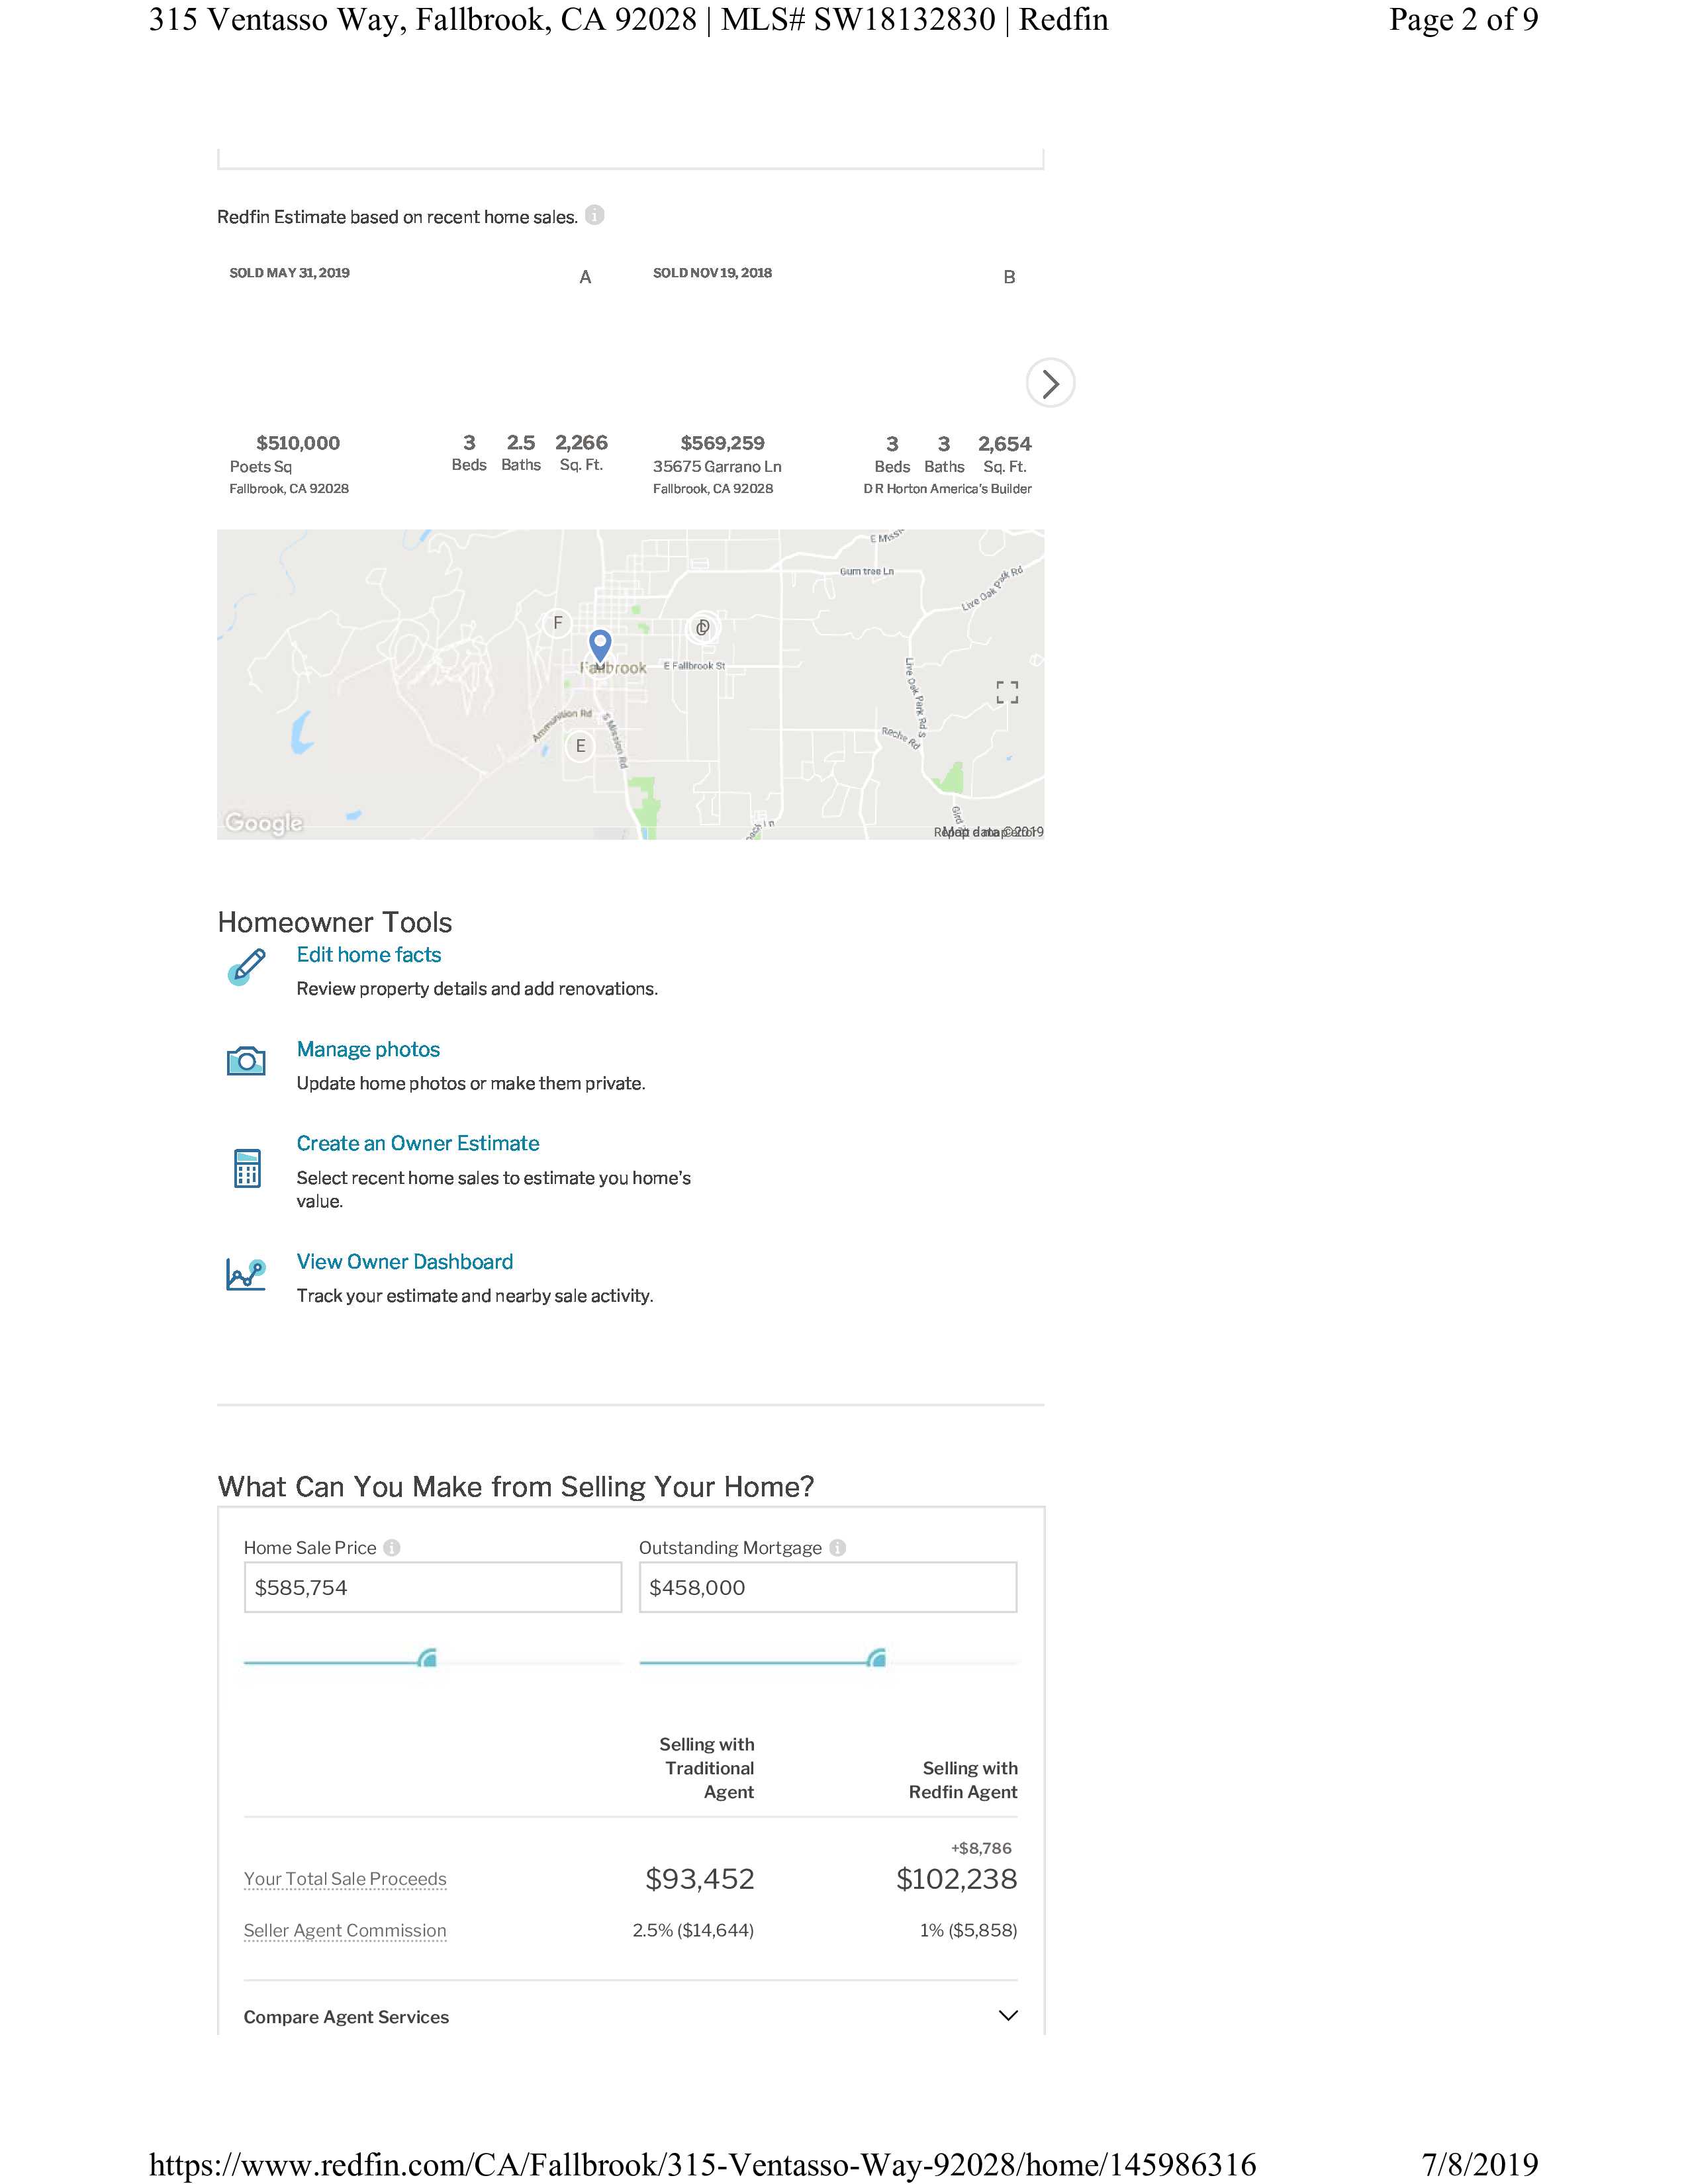 315 Ventasso Way, Fallbrook, CA 92028 | MLS# SW18132830 | Redfin Page 2 of 9
Redfin Estimate based on recent home sales.
SOLD MAY 31, 2019 A SOLD NOV 19, 2018 B
$510,000 3 2.5 2,266 $569,259 3 3 2,654
Poets Sq Beds Baths Sq. Ft. 35675 Garrano Ln Beds Baths Sq. Ft.
Fallbrook, CA 92028 Fallbrook, CA 92028 D R Horton America's Builder
Gum tree Ln
Live Oak Park Rd
F
D
Fallbrook E Fallbrook St
Live Oak Park Rd S
Ammunition Rd
S Mission Rd
Reche Rd
E
Gird
Google
Map data ©2019
Homeowner Tools
Edit home facts
Review property details and add renovations.
Manage photos
Update home photos or make them private.
Create an Owner Estimate
Select recent home sales to estimate you home's
value.
View Owner Dashboard
Track your estimate and nearby sale activity.
What Can You Make from Selling Your Home?
Home Sale Price Outstanding Mortgage
$585,754 $458,000
Selling with
Traditional Selling with
Agent Redfin Agent
+$8,786
Your Total Sale Proceeds $93,452 $102,238
Seller Agent Commission 2.5% ($14,644) 1% ($5,858)
Compare Agent Services
https://www.redfin.com/CA/Fallbrook/315-Ventasso-Way-92028/home/145986316 7/8/2019